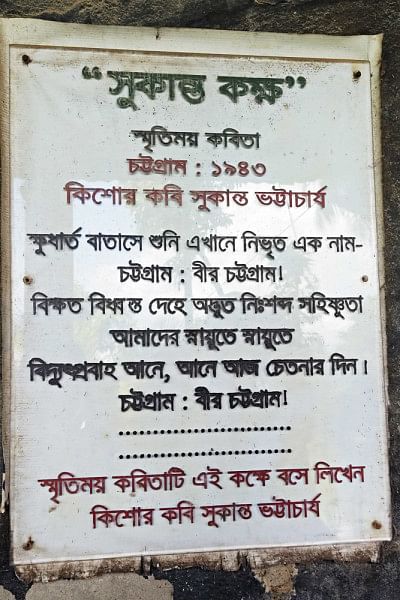 “সুকান্ত কক্ষ”
স্মৃতিময় কবিতা
চট্টগ্রাম : ১৯৪৩
কিশোর কবি সুকান্ত ভট্টাচার্য
ক্ষুধার্ত বাতাসে শুনি এখানে নিভৃত এক নাম-
চট্টগ্রাম : বীর চট্টগ্রাম!
বিক্ষত বিধ্বস্ত দেহে অদ্ভুত নিঃশব্দ সহিষ্ণুতা
আমাদের স্নায়ুতে স্নায়ুতে
বিদ্যুৎপ্রবাহ আনে, আনে আজ চেতনার দিন।
চট্টগ্রাম : বীর চট্টগ্রাম!
..............................
..............................
স্মৃতিময় কবিতাটি এই কক্ষে বসে লিখেন
কিশোর কবি সুকান্ত ভট্টাচার্য